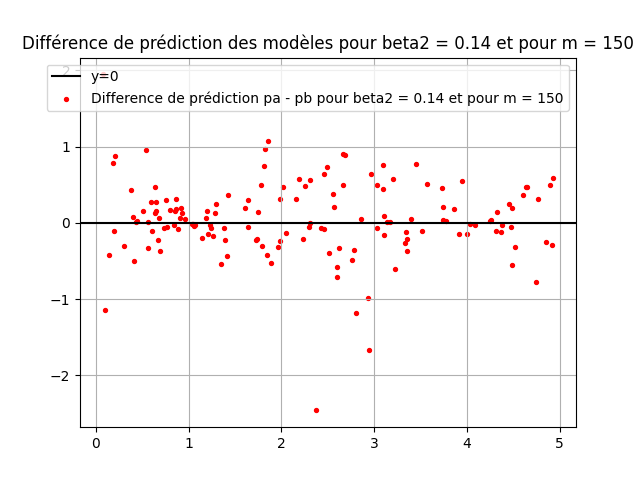 Différence de prédiction des modèles pour beta2 = 0.14 et pour m = 150
y=0
Difference de prédiction pa - pb pour beta2 = 0.14 et pour m = 150
2
1
0
−1
−2
0 1 2 3 4 5